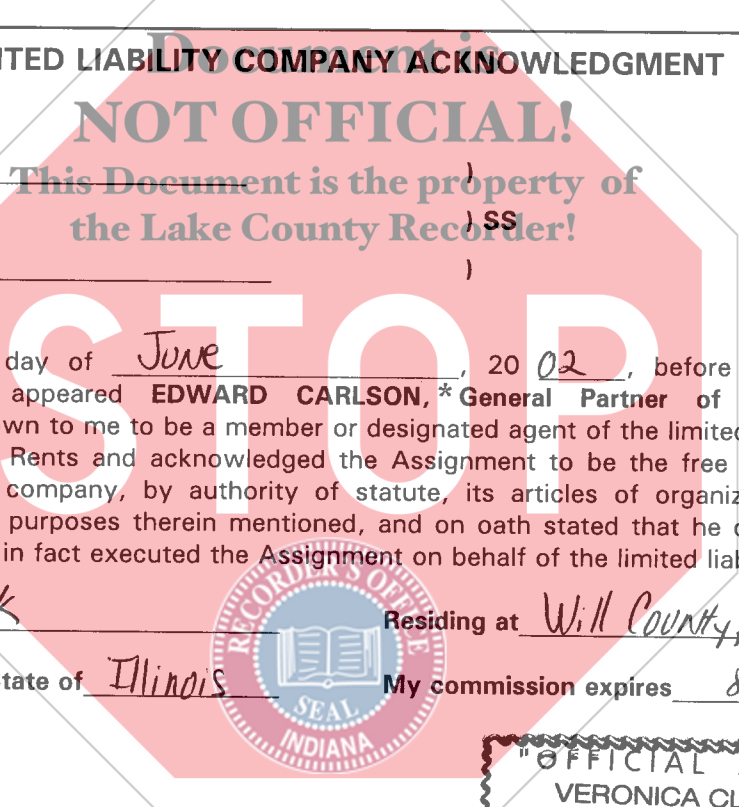 ITED LIABILITY COMPANY ACKNOWLEDGMENT
Document is
NOT OFFICIAL!
This Document is the property of
)
the Lake County Recorder!
) SS
)
STOP
day of June, 20 02, before
appeared EDWARD CARLSON, * General Partner of
wn to me to be a member or designated agent of the limited
Rents and acknowledged the Assignment to be the free
company, by authority of statute, its articles of organiz
purposes therein mentioned, and on oath stated that he o
in fact executed the Assignment on behalf of the limited liab
RECORDER'S OFFICE
Residing at Will County,
tate of Illinois
My commission expires 8
SEAL
INDIANA
"OFFICIAL
VERONICA CL